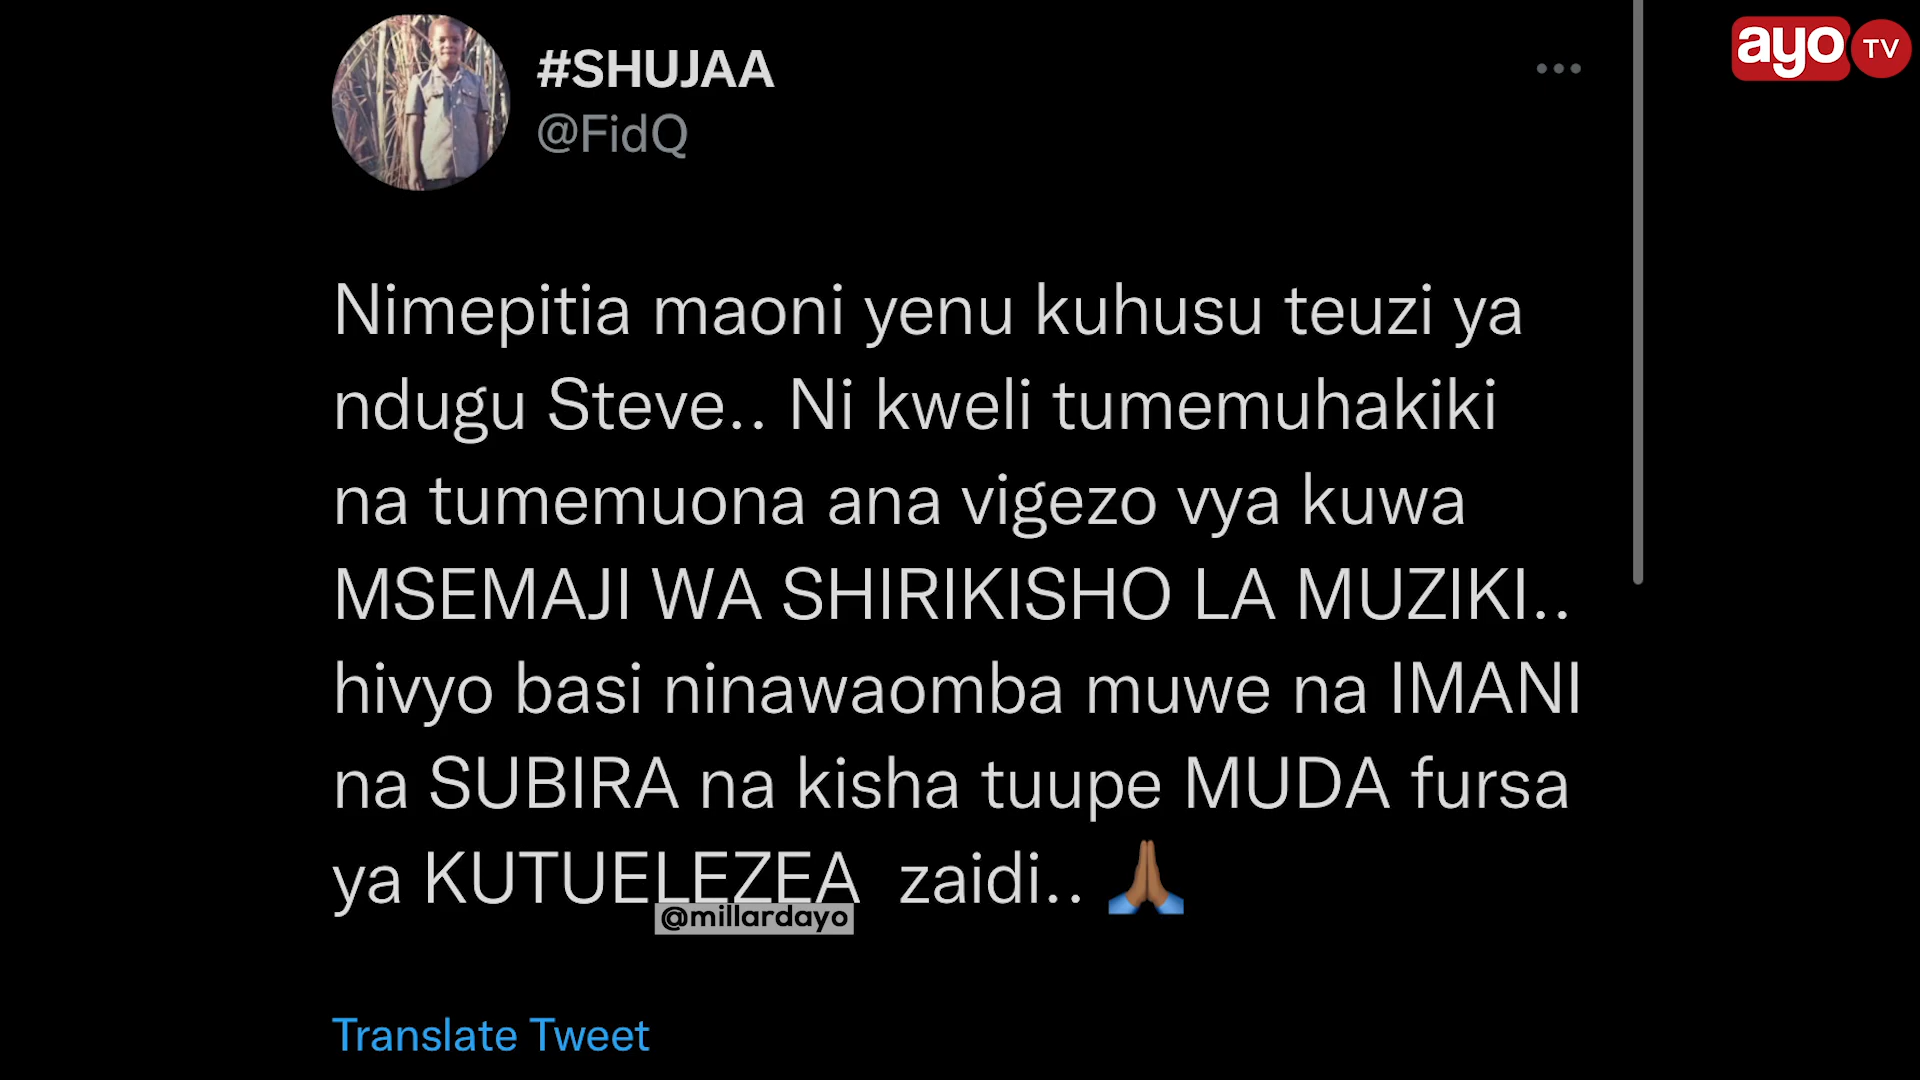 #SHUJAA
@FidQ
ayo TV
Nimepitia maoni yenu kuhusu teuzi ya
ndugu Steve.. Ni kweli tumemuhakiki
na tumemuona ana vigezo vya kuwa
MSEMAJI WA SHIRIKISHO LA MUZIKI..
hivyo basi ninawaomba muwe na IMANI
na SUBIRA na kisha tuupe MUDA fursa
ya KUTUELEZEA zaidi.. 🙏🏾
@millardayo
Translate Tweet